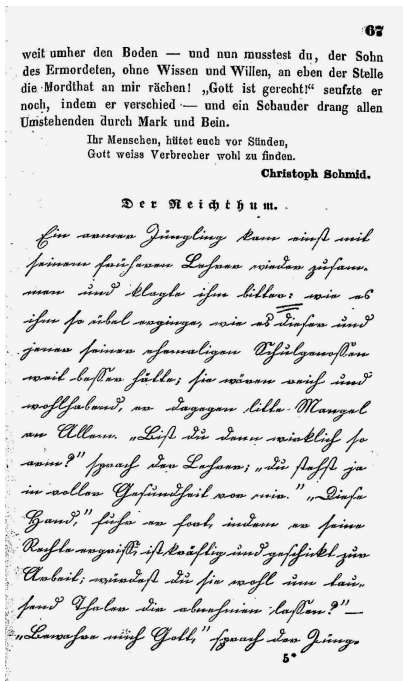 67
weit umher den Boden — und nun musstest du, der Sohn
des Ermordeten, ohne Wissen und Willen, an eben der Stelle
die Mordthat an mir rächen! „Gott ist gerecht!“ seufzte er
noch, indem er verschied — und ein Schauder drang allen
Umstehenden durch Mark und Bein.
Ihr Menschen, hütet euch vor Sünden,
Gott weiss Verbrecher wohl zu finden.
Christoph Schmid.
Der Reichthum.
Ein armer Jüngling kam einst mit
seinem früheren Lehrer wieder zusam-
men und klagte ihm bitter: wie es
ihm so übel erginge, wie es dieser und
jener seiner ehemaligen Schulgenossen
weit besser hätte; sie wären reich und
wohlhabend, er dagegen litte Mangel
an Allem. „Bist du denn wirklich so
arm?“ sprach der Lehrer; „du stehst ja
in voller Gesundheit vor mir.“ „Diese
Hand,“ fuhr er fort, indem er seine
Rechte ergriff, ist kräftig und geschickt zur
Arbeit; würdest du sie wohl um tau-
send Thaler dir abnehmen lassen?“ —
„Bewahre mich Gott,“ sprach der Jüng-
5*